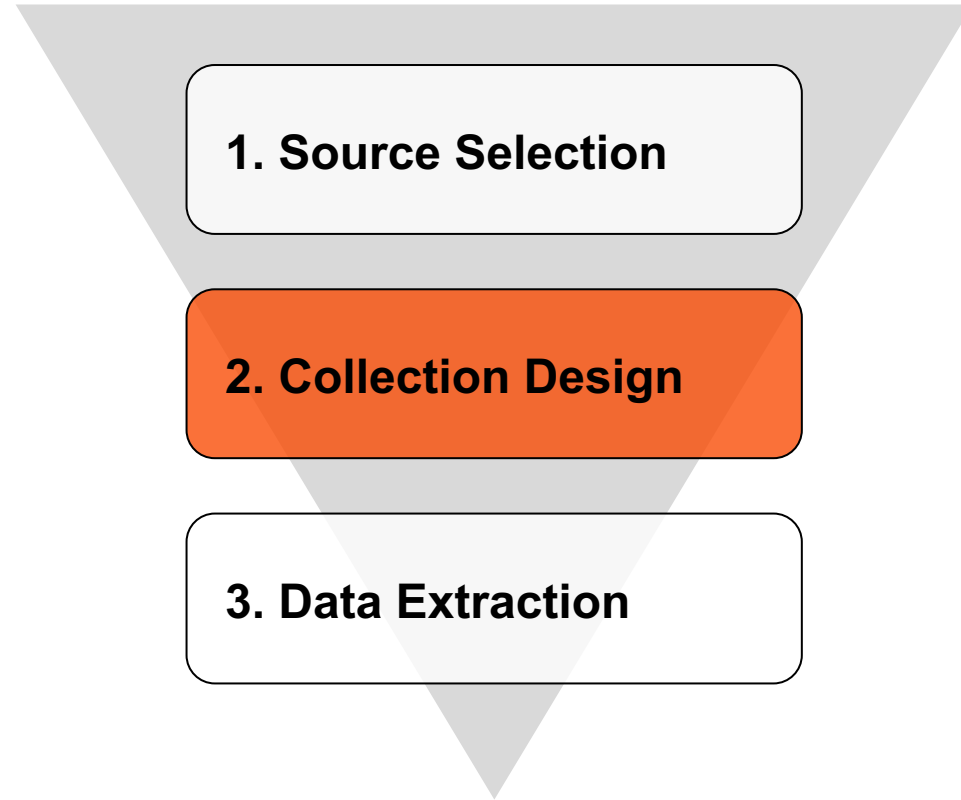 1. Source Selection
2. Collection Design
3. Data Extraction